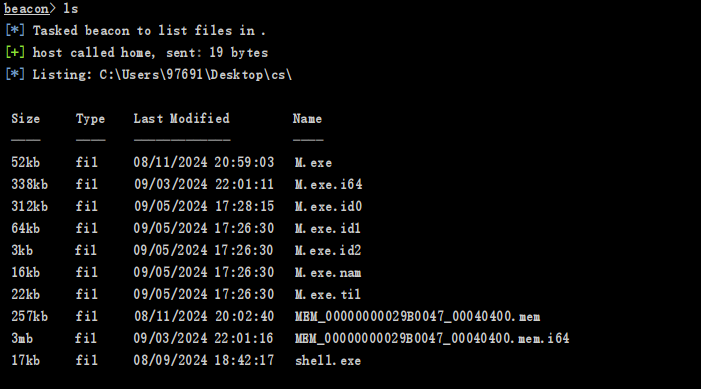 beacon> ls
[*] Tasked beacon to list files in .
[+] host called home, sent: 19 bytes
[*] Listing: C:\Users\97691\Desktop\cs\
Size Type Last Modified Name
---- ---- ------------- ----
52kb fil 08/11/2024 20:59:03 M.exe
338kb fil 09/03/2024 22:01:11 M.exe.i64
312kb fil 09/05/2024 17:28:15 M.exe.id0
64kb fil 09/05/2024 17:26:30 M.exe.id1
3kb fil 09/05/2024 17:26:30 M.exe.id2
16kb fil 09/05/2024 17:26:30 M.exe.nam
22kb fil 09/05/2024 17:26:30 M.exe.til
257kb fil 08/11/2024 20:02:40 MEM_00000000029B0047_00040400.mem
3mb fil 09/03/2024 22:01:16 MEM_00000000029B0047_00040400.mem.i64
17kb fil 08/09/2024 18:42:17 shell.exe